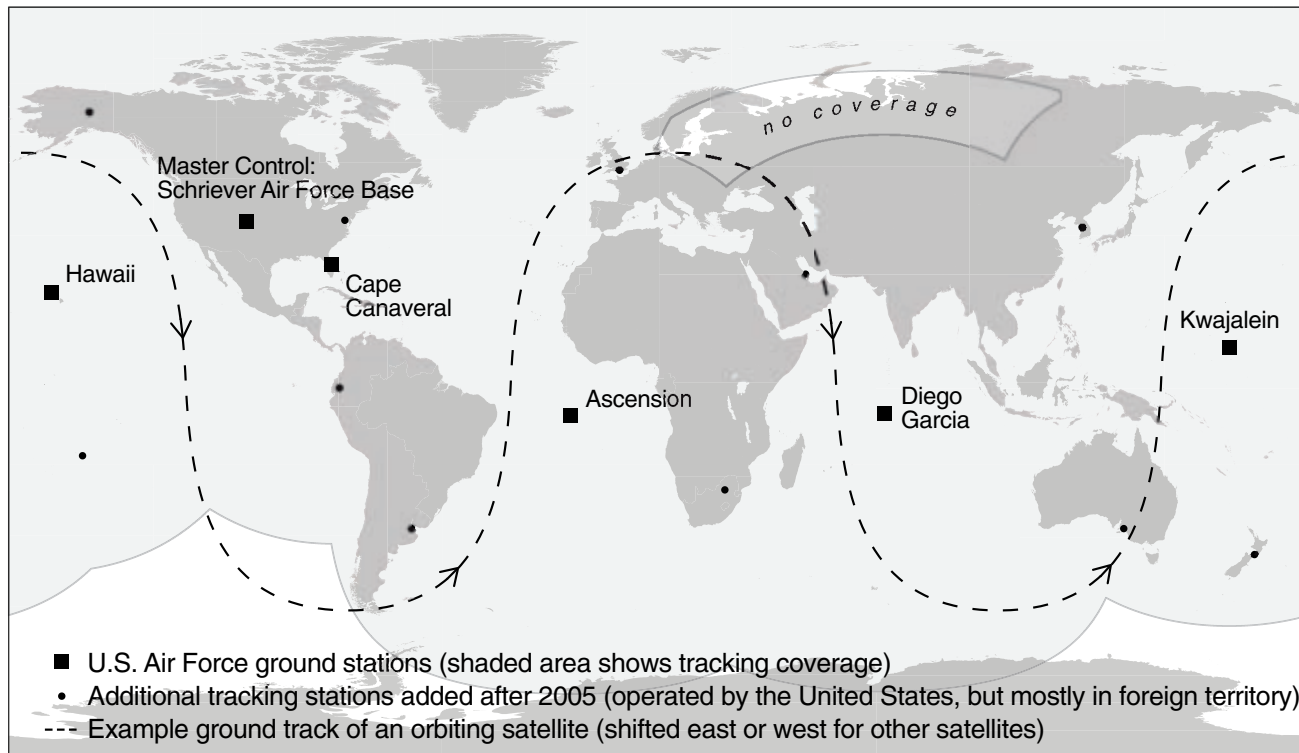 no coverage
Master Control:
Schriever Air Force Base
Hawaii
Cape
Canaveral
Kwajalein
Ascension
Diego
Garcia
U.S. Air Force ground stations (shaded area shows tracking coverage)
Additional tracking stations added after 2005 (operated by the United States, but mostly in foreign territory)
Example ground track of an orbiting satellite (shifted east or west for other satellites)